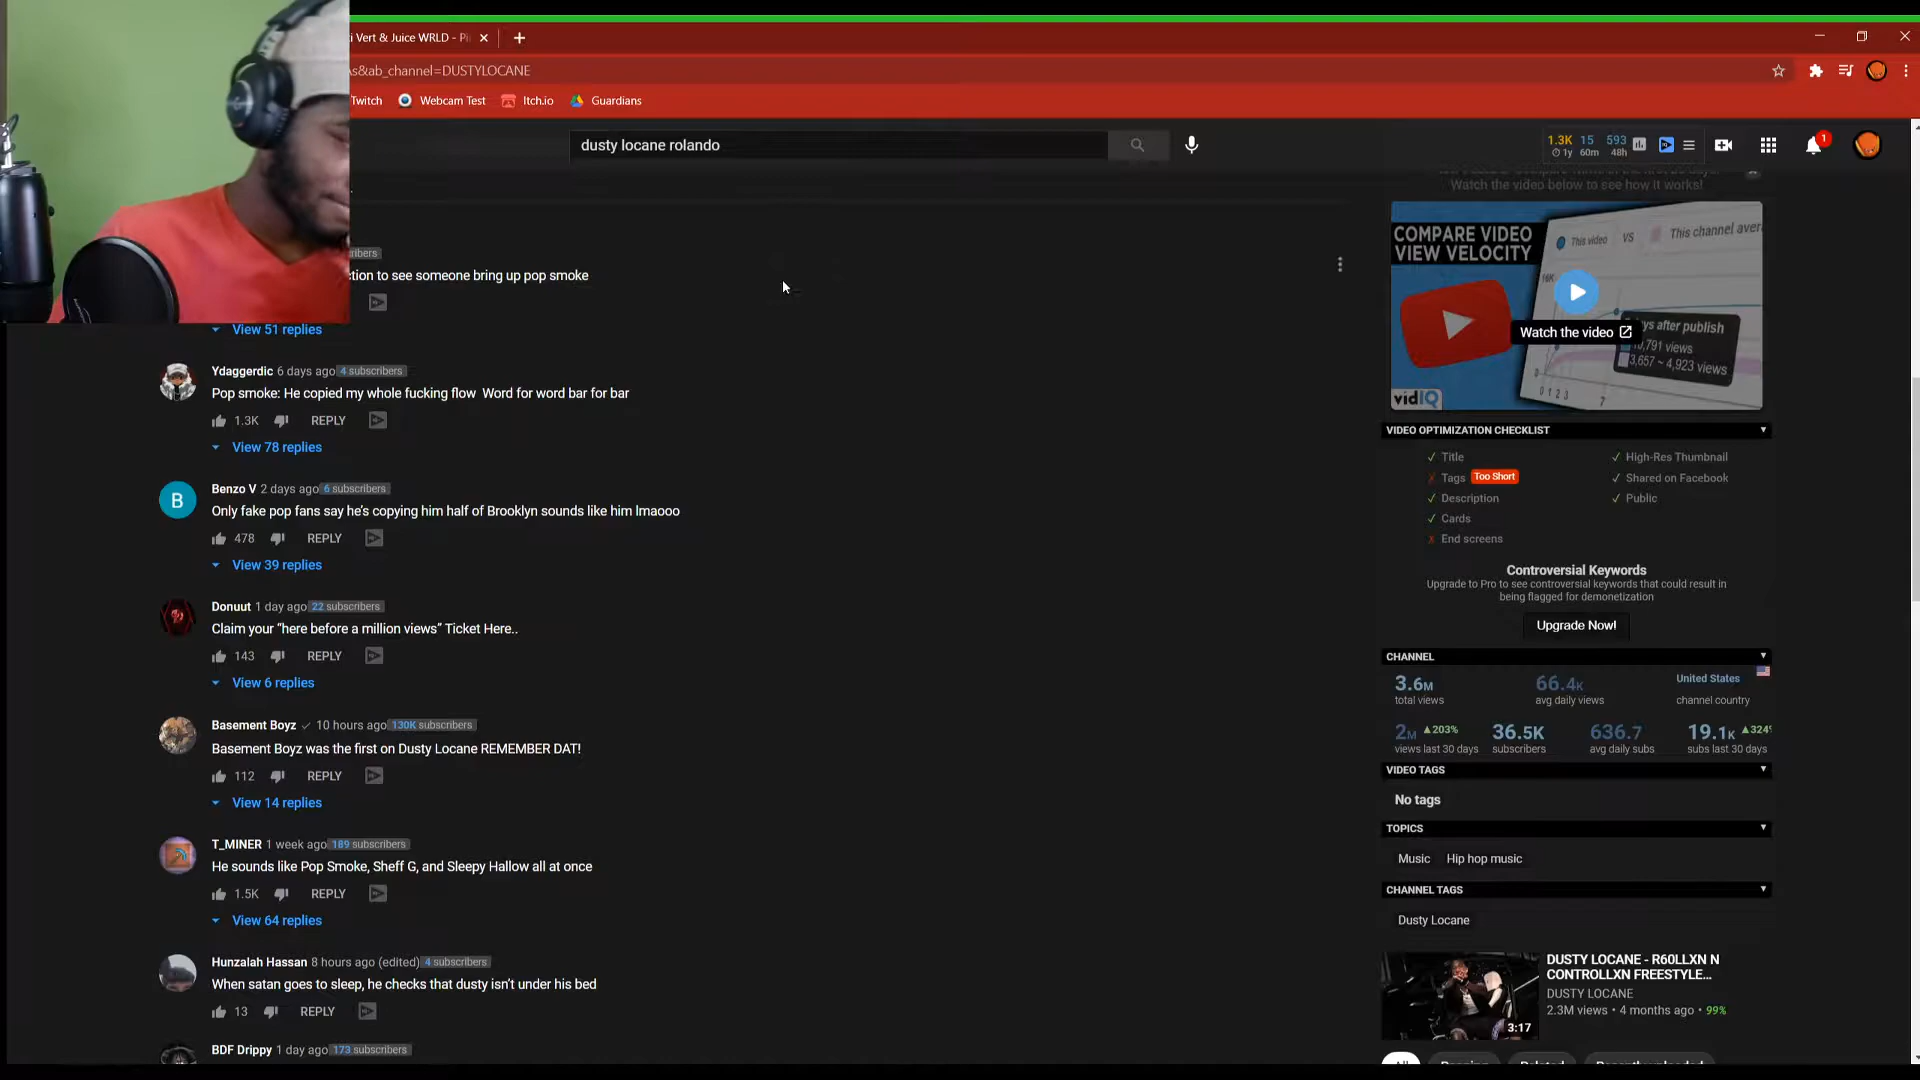 i Vert & Juice WRLD - Pi
s&ab_channel=DUSTYLOCANE
Twitch
Webcam Test
Itch.io
Guardians
dusty locane rolando
1.3K 15 593
1y 60m 48h
1
Watch the video below to see how it works!
ibers
ction to see someone bring up pop smoke
View 51 replies
Ydaggerdic 6 days ago 4 subscribers
Pop smoke: He copied my whole fucking flow Word for word bar for bar
1.3K REPLY
View 78 replies
Benzo V 2 days ago 6 subscribers
Only fake pop fans say he's copying him half of Brooklyn sounds like him lmaooo
478 REPLY
View 39 replies
Donuut 1 day ago 22 subscribers
Claim your “here before a million views” Ticket Here..
143 REPLY
View 6 replies
Basement Boyz 10 hours ago 130K subscribers
Basement Boyz was the first on Dusty Locane REMEMBER DAT!
112 REPLY
View 14 replies
T_MINER 1 week ago 189 subscribers
He sounds like Pop Smoke, Sheff G, and Sleepy Hallow all at once
1.5K REPLY
View 64 replies
Hunzalah Hassan 8 hours ago (edited) 4 subscribers
When satan goes to sleep, he checks that dusty isn't under his bed
13 REPLY
BDF Drippy 1 day ago 173 subscribers
COMPARE VIDEO
VIEW VELOCITY
This video VS This channel aver
Watch the video
ys after publish
,791 views
3,657 ~ 4,923 views
0 1 2 3 7
vidIQ
VIDEO OPTIMIZATION CHECKLIST
Title High-Res Thumbnail
Tags Too Short Shared on Facebook
Description Public
Cards
End screens
Controversial Keywords
Upgrade to Pro to see controversial keywords that could result in
being flagged for demonetization
Upgrade Now!
CHANNEL
3.6M 66.4K United States
total views avg daily views channel country
2M ▲203% 36.5K 636.7 19.1K ▲324%
views last 30 days subscribers avg daily subs subs last 30 days
VIDEO TAGS
No tags
TOPICS
Music Hip hop music
CHANNEL TAGS
Dusty Locane
DUSTY LOCANE - R60LLXN N
CONTROLLXN FREESTYLE...
DUSTY LOCANE
2.3M views • 4 months ago • 99%
3:17
All Related Recently uploaded